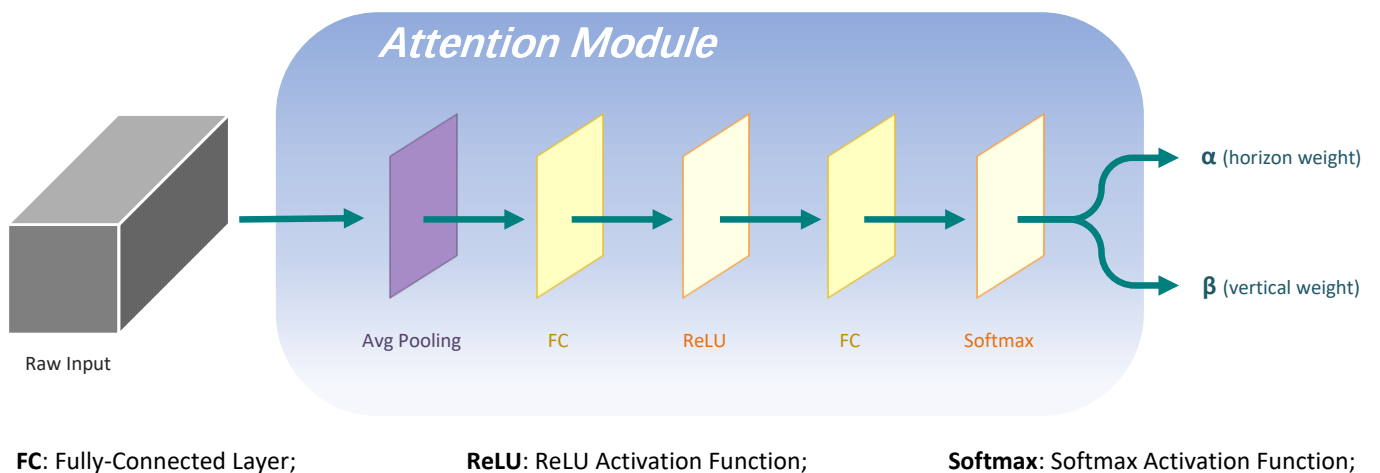 Attention Module
α (horizon weight)
β (vertical weight)
Avg Pooling FC ReLU FC Softmax
Raw Input
FC: Fully-Connected Layer; ReLU: ReLU Activation Function; Softmax: Softmax Activation Function;